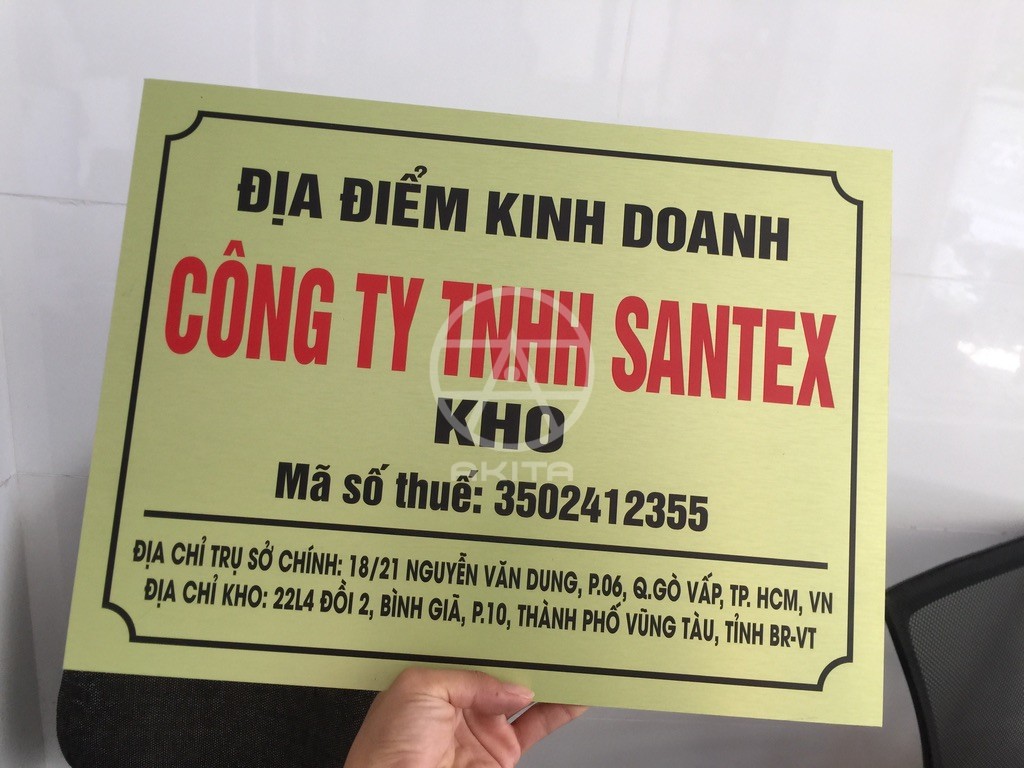 ĐỊA ĐIỂM KINH DOANH
CÔNG TY TNHH SANTEX
KHO
AKITA
Mã số thuế: 3502412355
ĐỊA CHỈ TRỤ SỞ CHÍNH: 18/21 NGUYỄN VĂN DUNG, P.06, Q.GÒ VẤP, TP. HCM, VN
ĐỊA CHỈ KHO: 22L4 ĐỒI 2, BÌNH GIÃ, P.10, THÀNH PHỐ VŨNG TÀU, TỈNH BR-VT